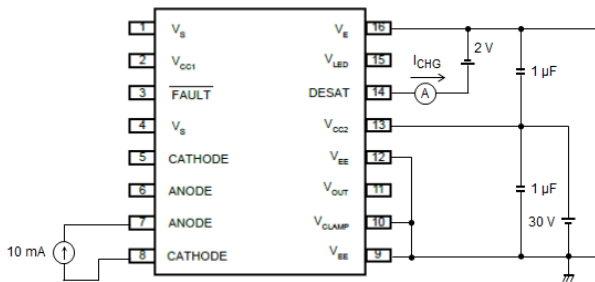 1 V_S V_E 16
2 V_CC1 V_LED 15
3 FAULT DESAT 14
4 V_S V_CC2 13
5 CATHODE V_EE 12
6 ANODE V_OUT 11
7 ANODE V_CLAMP 10
8 CATHODE V_EE 9
I_CHG
A
2 V
1 µF
1 µF
30 V
10 mA